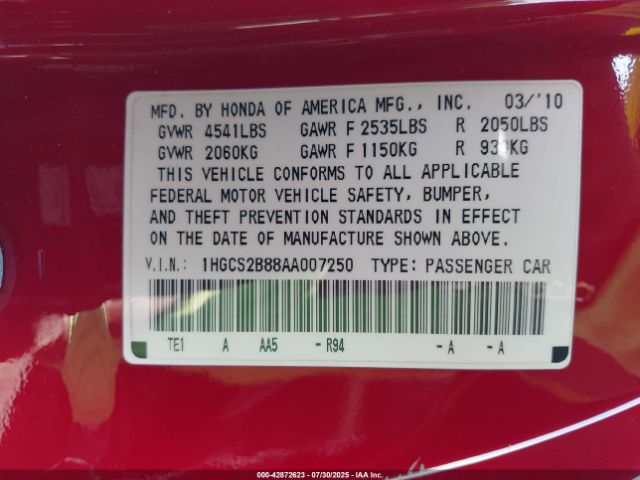 MFD. BY HONDA OF AMERICA MFG., INC. 03/'10
GVWR 4541LBS GAWR F 2535LBS R 2050LBS
GVWR 2060KG GAWR F 1150KG R 930KG
THIS VEHICLE CONFORMS TO ALL APPLICABLE
FEDERAL MOTOR VEHICLE SAFETY, BUMPER,
AND THEFT PREVENTION STANDARDS IN EFFECT
ON THE DATE OF MANUFACTURE SHOWN ABOVE.
V.I.N.: 1HGCS2B88AA007250 TYPE: PASSENGER CAR
TE1 A AA5 -R94 -A -A
000-42872623 - 07/30/2025 - IAA Inc.